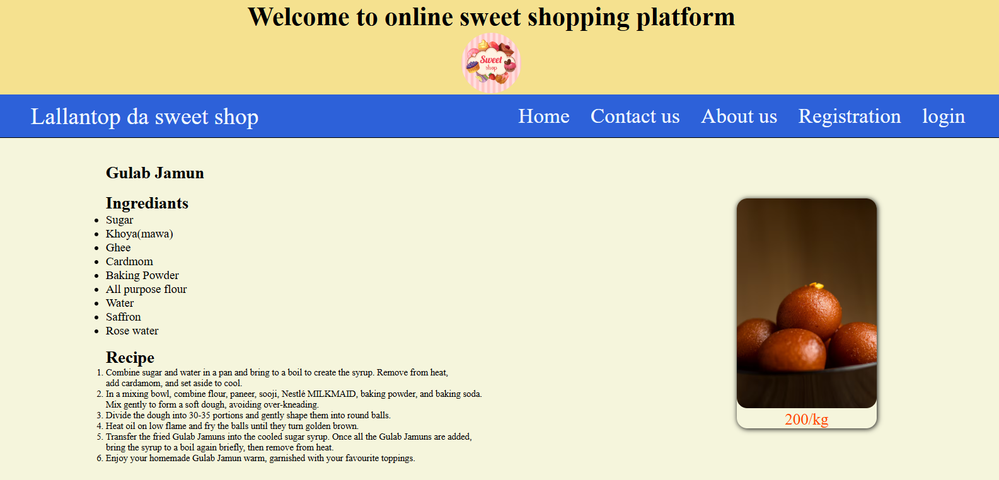 Welcome to online sweet shopping platform
Sweet
shop
Lallantop da sweet shop
Home Contact us About us Registration login
Gulab Jamun
Ingrediants
Sugar
Khoya(mawa)
Ghee
Cardmom
Baking Powder
All purpose flour
Water
Saffron
Rose water
Recipe
1. Combine sugar and water in a pan and bring to a boil to create the syrup. Remove from heat,
add cardamom, and set aside to cool.
2. In a mixing bowl, combine flour, paneer, sooji, Nestlé MILKMAID, baking powder, and baking soda.
Mix gently to form a soft dough, avoiding over-kneading.
3. Divide the dough into 30-35 portions and gently shape them into round balls.
4. Heat oil on low flame and fry the balls until they turn golden brown.
5. Transfer the fried Gulab Jamuns into the cooled sugar syrup. Once all the Gulab Jamuns are added,
bring the syrup to a boil again briefly, then remove from heat.
6. Enjoy your homemade Gulab Jamun warm, garnished with your favourite toppings.
200/kg